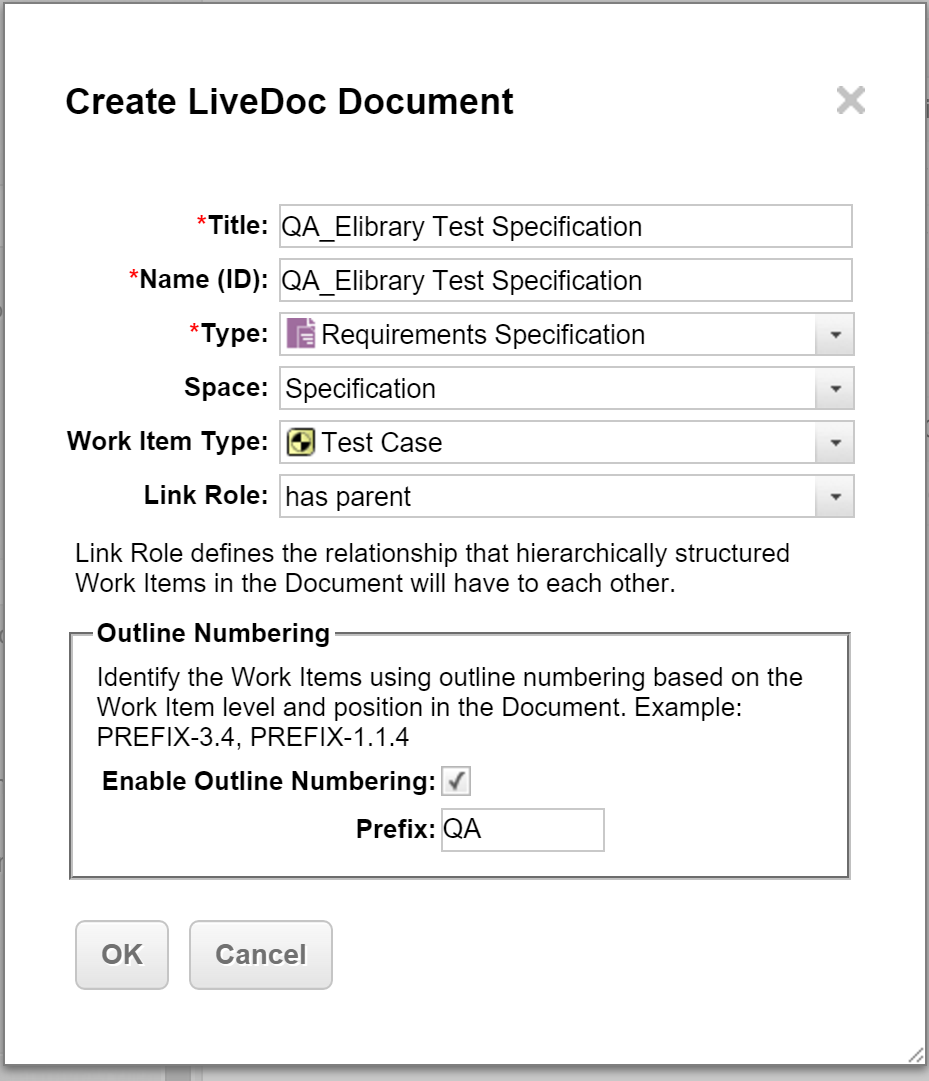 Create LiveDoc Document
*Title: QA_Elibrary Test Specification
*Name (ID): QA_Elibrary Test Specification
*Type: Requirements Specification
Space: Specification
Work Item Type: Test Case
Link Role: has parent
Link Role defines the relationship that hierarchically structured
Work Items in the Document will have to each other.
Outline Numbering
Identify the Work Items using outline numbering based on the
Work Item level and position in the Document. Example:
PREFIX-3.4, PREFIX-1.1.4
Enable Outline Numbering:
Prefix: QA
OK Cancel